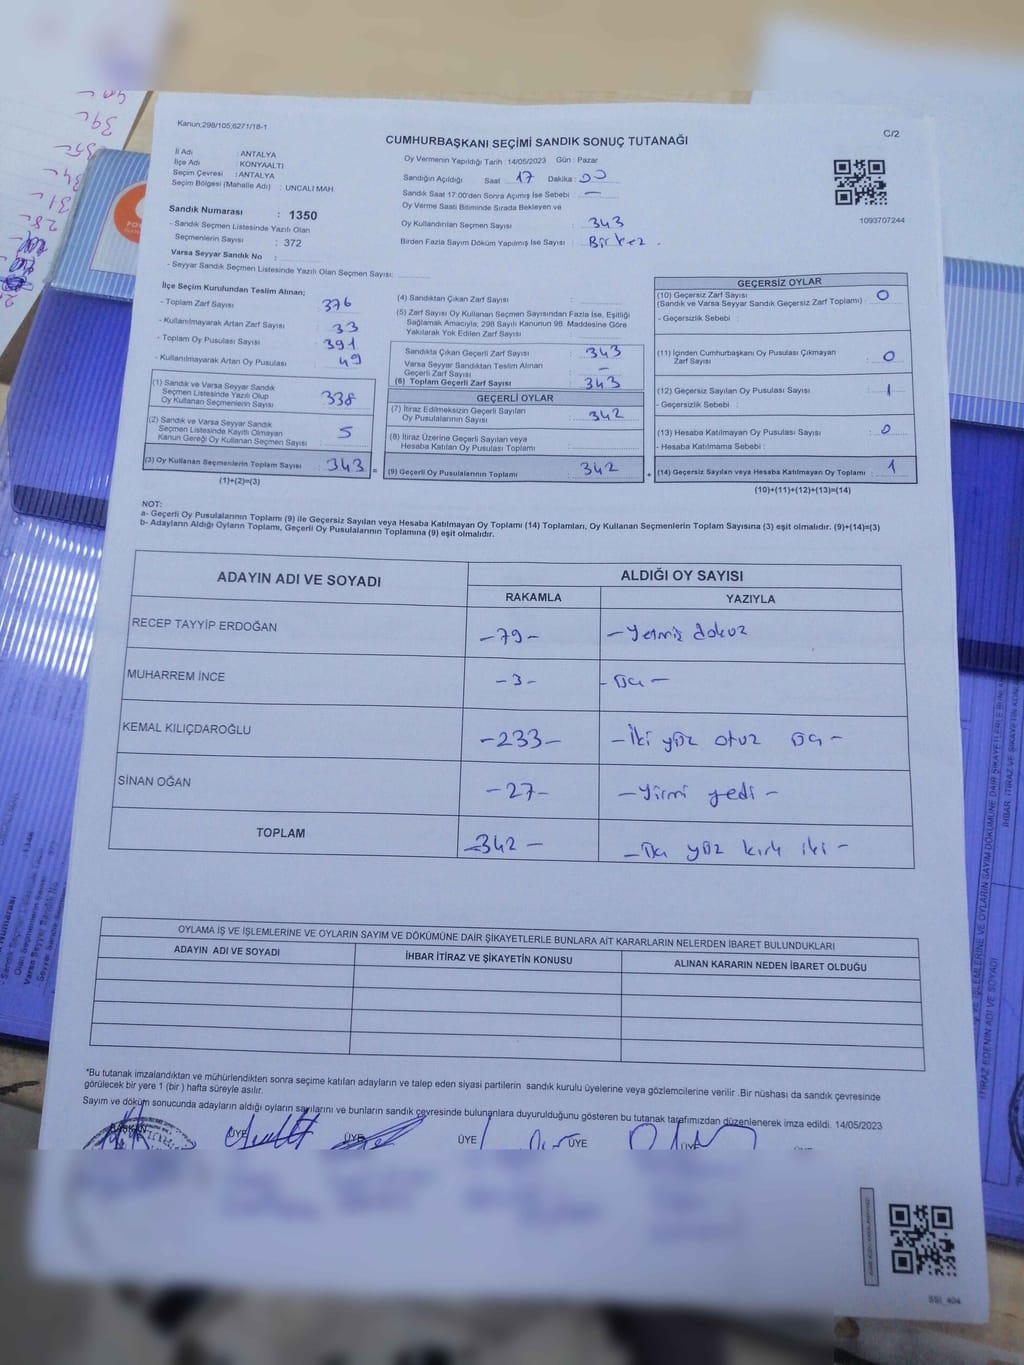 Kanun;298/105;6271/18-1
C/2
CUMHURBAŞKANI SEÇİMİ SANDIK SONUÇ TUTANAĞI
İl Adı : ANTALYA
İlçe Adı : KONYAALTI
Seçim Çevresi : ANTALYA
Seçim Bölgesi (Mahalle Adı) : UNCALI MAH.
Sandık Numarası : 1350
- Sandık Seçmen Listesinde Yazılı Olan
Seçmenlerin Sayısı : 372
Varsa Seyyar Sandık No :
- Seyyar Sandık Seçmen Listesinde Yazılı Olan Seçmen Sayısı:
Oy Vermenin Yapıldığı Tarih : 14/05/2023 Gün : Pazar
Sandığın Açıldığı Saat 17 Dakika : 00
Sandık Saat 17:00'den Sonra Açımış İse Sebebi : —
Oy Verme Saati Bitiminde Sırada Bekleyen ve
Oy Kullandırılan Seçmen Sayısı : 343
Birden Fazla Sayım Döküm Yapılmış İse Sayısı : Bir kez.
1093707244
İlçe Seçim Kurulundan Teslim Alınan;
- Toplam Zarf Sayısı : 376
- Kullanılmayarak Artan Zarf Sayısı : 33
- Toplam Oy Pusulası Sayısı : 391
- Kullanılmayarak Artan Oy Pusulası : 49
(1) Sandık ve Varsa Seyyar Sandık
Seçmen Listesinde Yazılı Olup
Oy Kullanan Seçmenlerin Sayısı : 338
(2) Sandık ve Varsa Seyyar Sandık
Seçmen Listesinde Kayıtlı Olmayan
Kanun Gereği Oy Kullanan Seçmen Sayısı : 5
(3) Oy Kullanan Seçmenlerin Toplam Sayısı : 343 =
(1)+(2)=(3)
(4) Sandıktan Çıkan Zarf Sayısı :
(5) Zarf Sayısı Oy Kullanan Seçmen Sayısından Fazla İse, Eşitliği
Sağlamak Amacıyla, 298 Sayılı Kanunun 98. Maddesine Göre
Yakılarak Yok Edilen Zarf Sayısı :
Sandıkta Çıkan Geçerli Zarf Sayısı : 343
Varsa Seyyar Sandıktan Teslim Alınan
Geçerli Zarf Sayısı : —
(6) Toplam Geçerli Zarf Sayısı : 343
GEÇERLİ OYLAR
(7) İtiraz Edilmeksizin Geçerli Sayılan
Oy Pusulalarının Sayısı : 342
(8) İtiraz Üzerine Geçerli Sayılan veya
Hesaba Katılan Oy Pusulası Toplamı :
(9) Geçerli Oy Pusulalarının Toplamı : 342 +
GEÇERSİZ OYLAR
(10) Geçersiz Zarf Sayısı
(Sandık ve Varsa Seyyar Sandık Geçersiz Zarf Toplamı) : 0
- Geçersizlik Sebebi :
(11) İçinden Cumhurbaşkanı Oy Pusulası Çıkmayan
Zarf Sayısı : 0
(12) Geçersiz Sayılan Oy Pusulası Sayısı : 1
- Geçersizlik Sebebi :
(13) Hesaba Katılmayan Oy Pusulası Sayısı : 0
- Hesaba Katılmama Sebebi :
(14) Geçersiz Sayılan veya Hesaba Katılmayan Oy Toplamı : 1
(10)+(11)+(12)+(13)=(14)
NOT:
a- Geçerli Oy Pusulalarının Toplamı (9) ile Geçersiz Sayılan veya Hesaba Katılmayan Oy Toplamı (14) Toplamları, Oy Kullanan Seçmenlerin Toplam Sayısına (3) eşit olmalıdır. (9)+(14)=(3)
b- Adayların Aldığı Oyların Toplamı, Geçerli Oy Pusulalarının Toplamına (9) eşit olmalıdır.
ADAYIN ADI VE SOYADI ALDIĞI OY SAYISI
RAKAMLA YAZIYLA
RECEP TAYYİP ERDOĞAN -79- - Yetmiş dokuz
MUHARREM İNCE -3- - üç -
KEMAL KILIÇDAROĞLU -233- - İki yüz otuz üç -
SİNAN OĞAN -27- - Yirmi yedi -
TOPLAM -342- - yüz kırk iki -
OYLAMA İŞ VE İŞLEMLERİNE VE OYLARIN SAYIM VE DÖKÜMÜNE DAİR ŞİKAYETLERLE BUNLARA AİT KARARLARIN NELERDEN İBARET BULUNDUKLARI
ADAYIN ADI VE SOYADI İHBAR İTİRAZ VE ŞİKAYETİN KONUSU ALINAN KARARIN NEDEN İBARET OLDUĞU
*Bu tutanak imzalandıktan ve mühürlendikten sonra seçime katılan adayların ve talep eden siyasi partilerin sandık kurulu üyelerine veya gözlemcilerine verilir .Bir nüshası da sandık çevresinde
görülecek bir yere 1 (bir ) hafta süreyle asılır.
Sayım ve döküm sonucunda adayların aldığı oyların sayılarını ve bunların sandık çevresinde bulunanlara duyurulduğunu gösteren bu tutanak tarafımızdan düzenlenerek imza edildi. 14/05/2023
BAŞKAN ÜYE ÜYE ÜYE ÜYE ÜYE